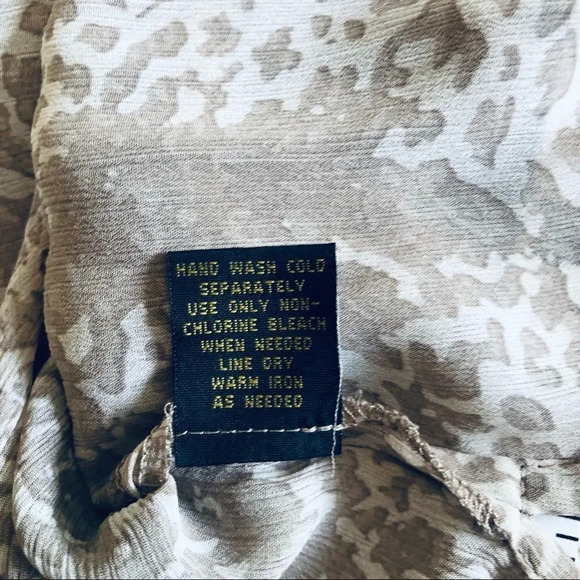 HAND WASH COLD
SEPARATELY
USE ONLY NON-
CHLORINE BLEACH
WHEN NEEDED
LINE DRY
WARM IRON
AS NEEDED